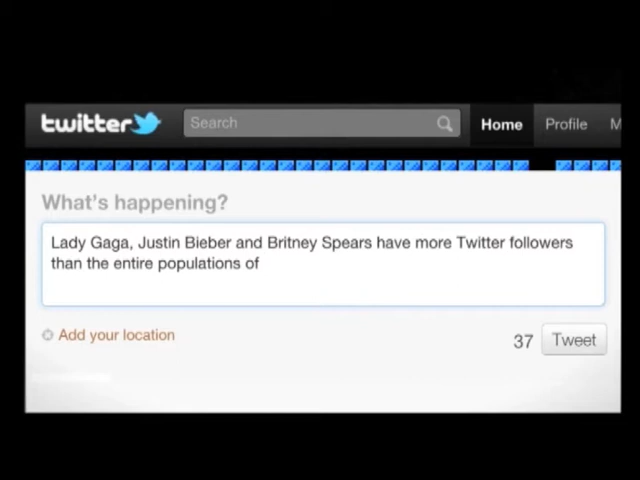 twitter
Search
Home
Profile
M
What's happening?
Lady Gaga, Justin Bieber and Britney Spears have more Twitter followers
than the entire populations of
Add your location
37
Tweet